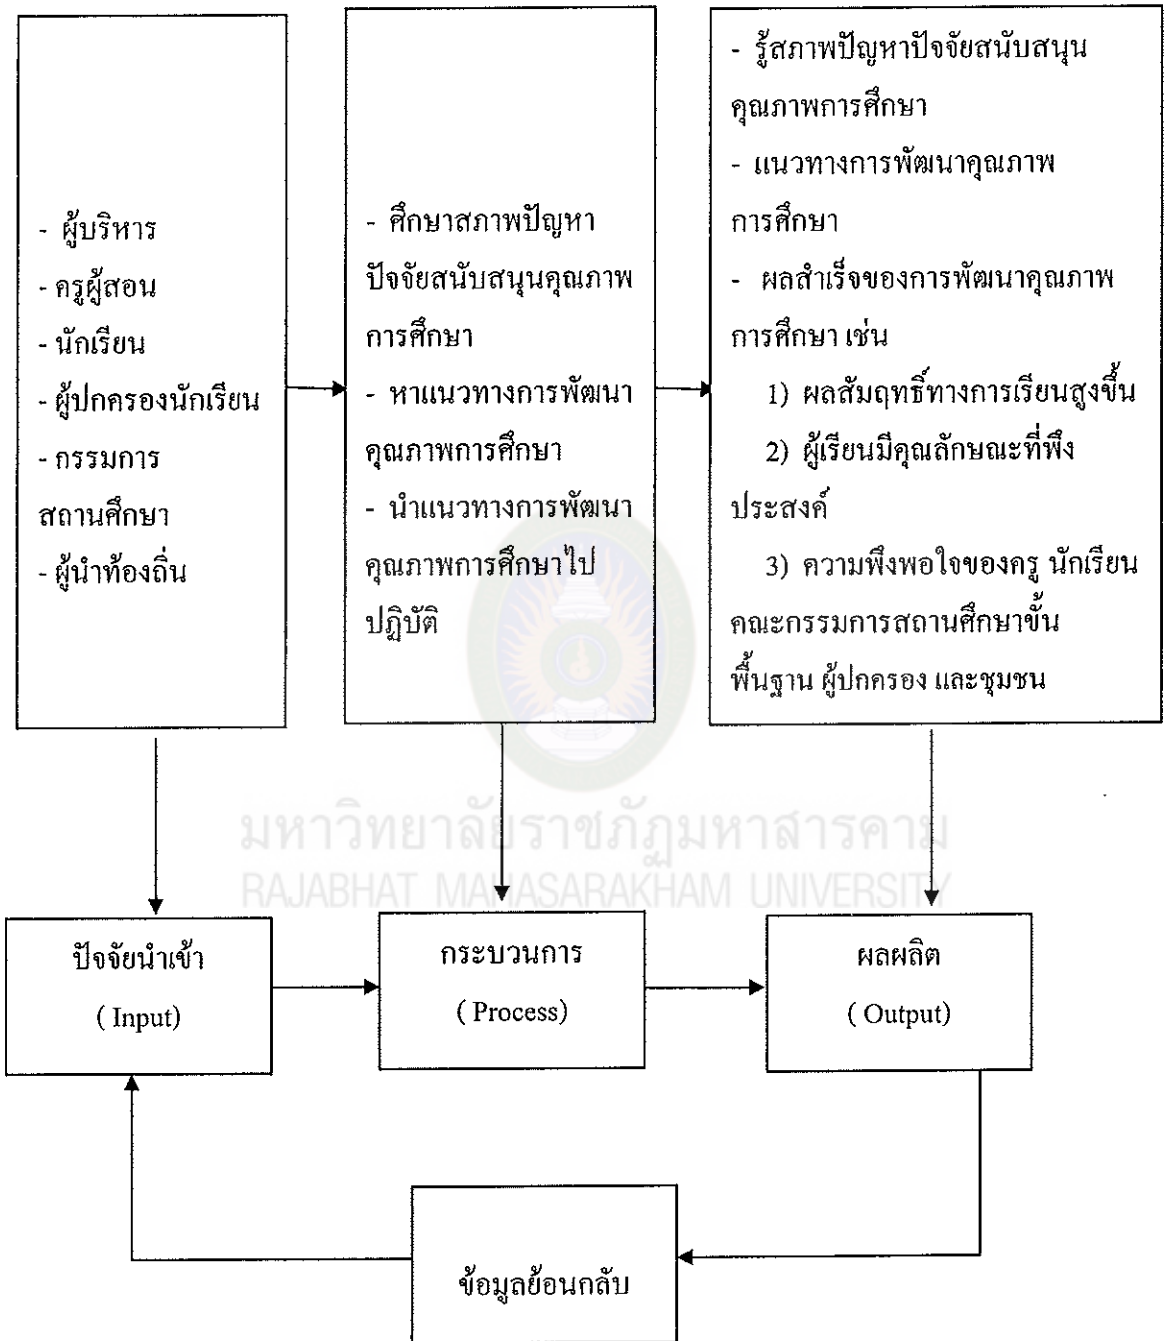 - ผู้บริหาร
- ครูผู้สอน
- นักเรียน
- ผู้ปกครองนักเรียน
- กรรมการ
สถานศึกษา
- ผู้นำท้องถิ่น
- ศึกษาสภาพปัญหา
ปัจจัยสนับสนุนคุณภาพ
การศึกษา
- หาแนวทางการพัฒนา
คุณภาพการศึกษา
- นำแนวทางการพัฒนา
คุณภาพการศึกษาไป
ปฏิบัติ
- รู้สภาพปัญหาปัจจัยสนับสนุน
คุณภาพการศึกษา
- แนวทางการพัฒนาคุณภาพ
การศึกษา
- ผลสำเร็จของการพัฒนาคุณภาพ
การศึกษา เช่น
1) ผลสัมฤทธิ์ทางการเรียนสูงขึ้น
2) ผู้เรียนมีคุณลักษณะที่พึง
ประสงค์
3) ความพึงพอใจของครู นักเรียน
คณะกรรมการสถานศึกษาขั้น
พื้นฐาน ผู้ปกครอง และชุมชน
มหาวิทยาลัยราชภัฏมหาสารคาม
RAJABHAT MAHASARAKHAM UNIVERSITY
ปัจจัยนำเข้า
( Input)
กระบวนการ
( Process)
ผลผลิต
( Output)
ข้อมูลย้อนกลับ